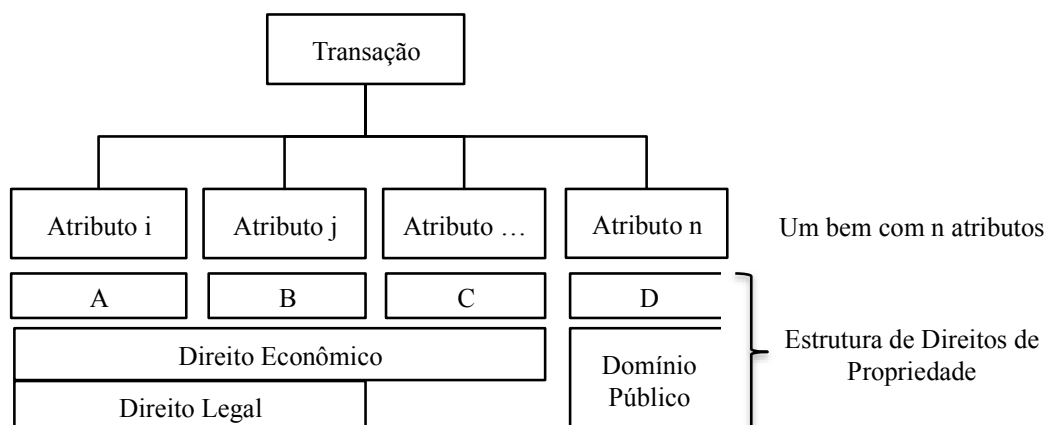 Transação
Atributo i
Atributo j
Atributo …
Atributo n
Um bem com n atributos
A
B
C
D
Direito Econômico
Domínio
Público
Estrutura de Direitos de
Propriedade
Direito Legal